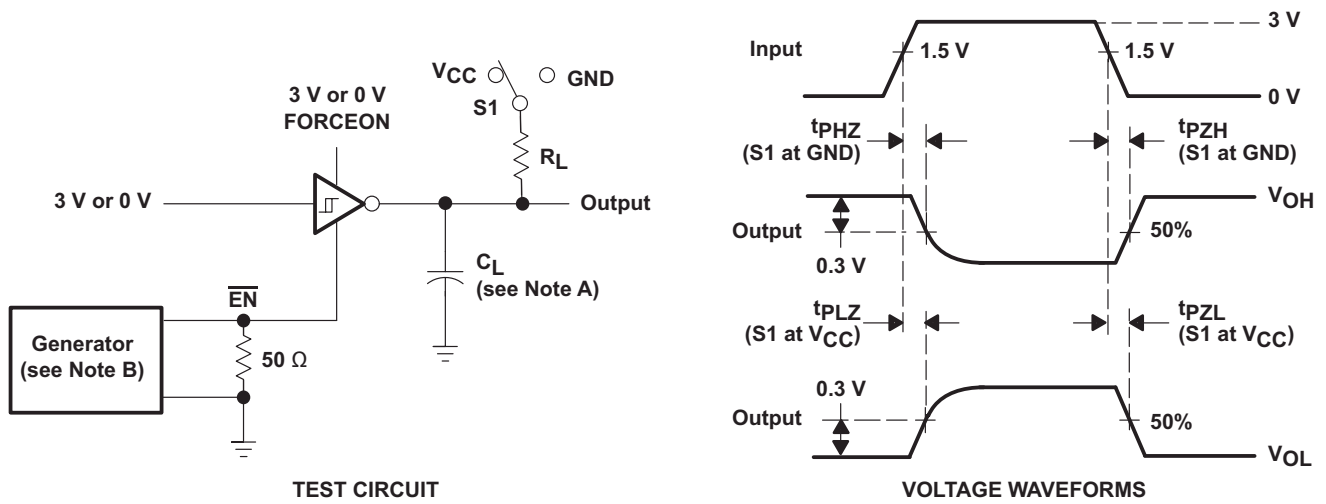 3 V or 0 V
FORCEON
VCC
GND
S1
RL
3 V or 0 V
Output
CL
(see Note A)
EN
Generator
(see Note B)
50 Ω
TEST CIRCUIT
Input
1.5 V
1.5 V
3 V
0 V
tPHZ
(S1 at GND)
tPZH
(S1 at GND)
Output
0.3 V
50%
VOH
tPLZ
(S1 at VCC)
tPZL
(S1 at VCC)
0.3 V
Output
50%
VOL
VOLTAGE WAVEFORMS